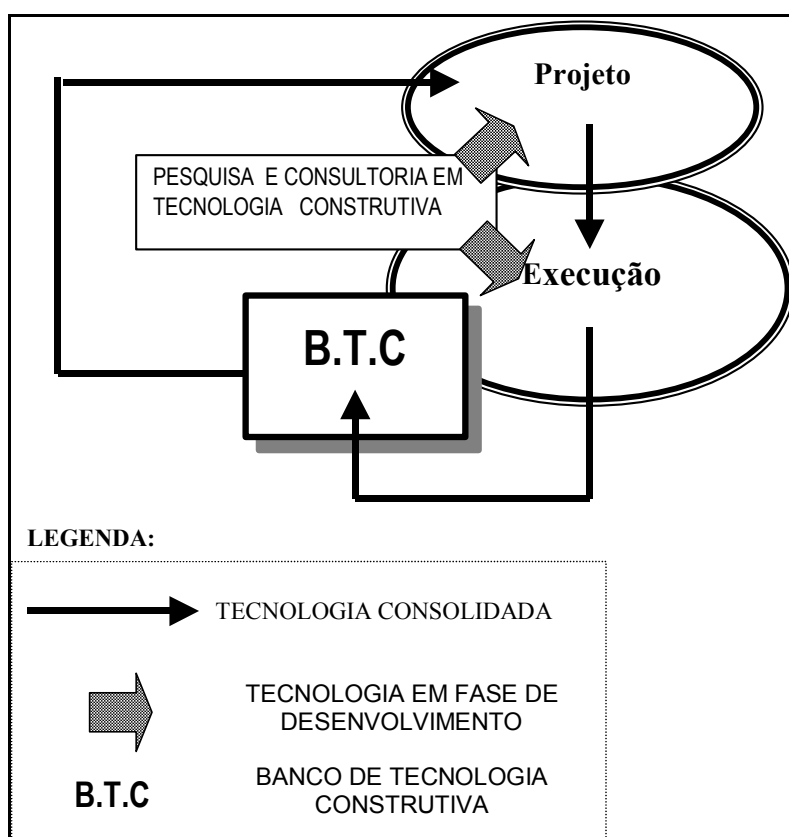 Projeto
PESQUISA E CONSULTORIA EM
TECNOLOGIA CONSTRUTIVA
Execução
B.T.C
LEGENDA:
TECNOLOGIA CONSOLIDADA
TECNOLOGIA EM FASE DE
DESENVOLVIMENTO
B.T.C
BANCO DE TECNOLOGIA
CONSTRUTIVA